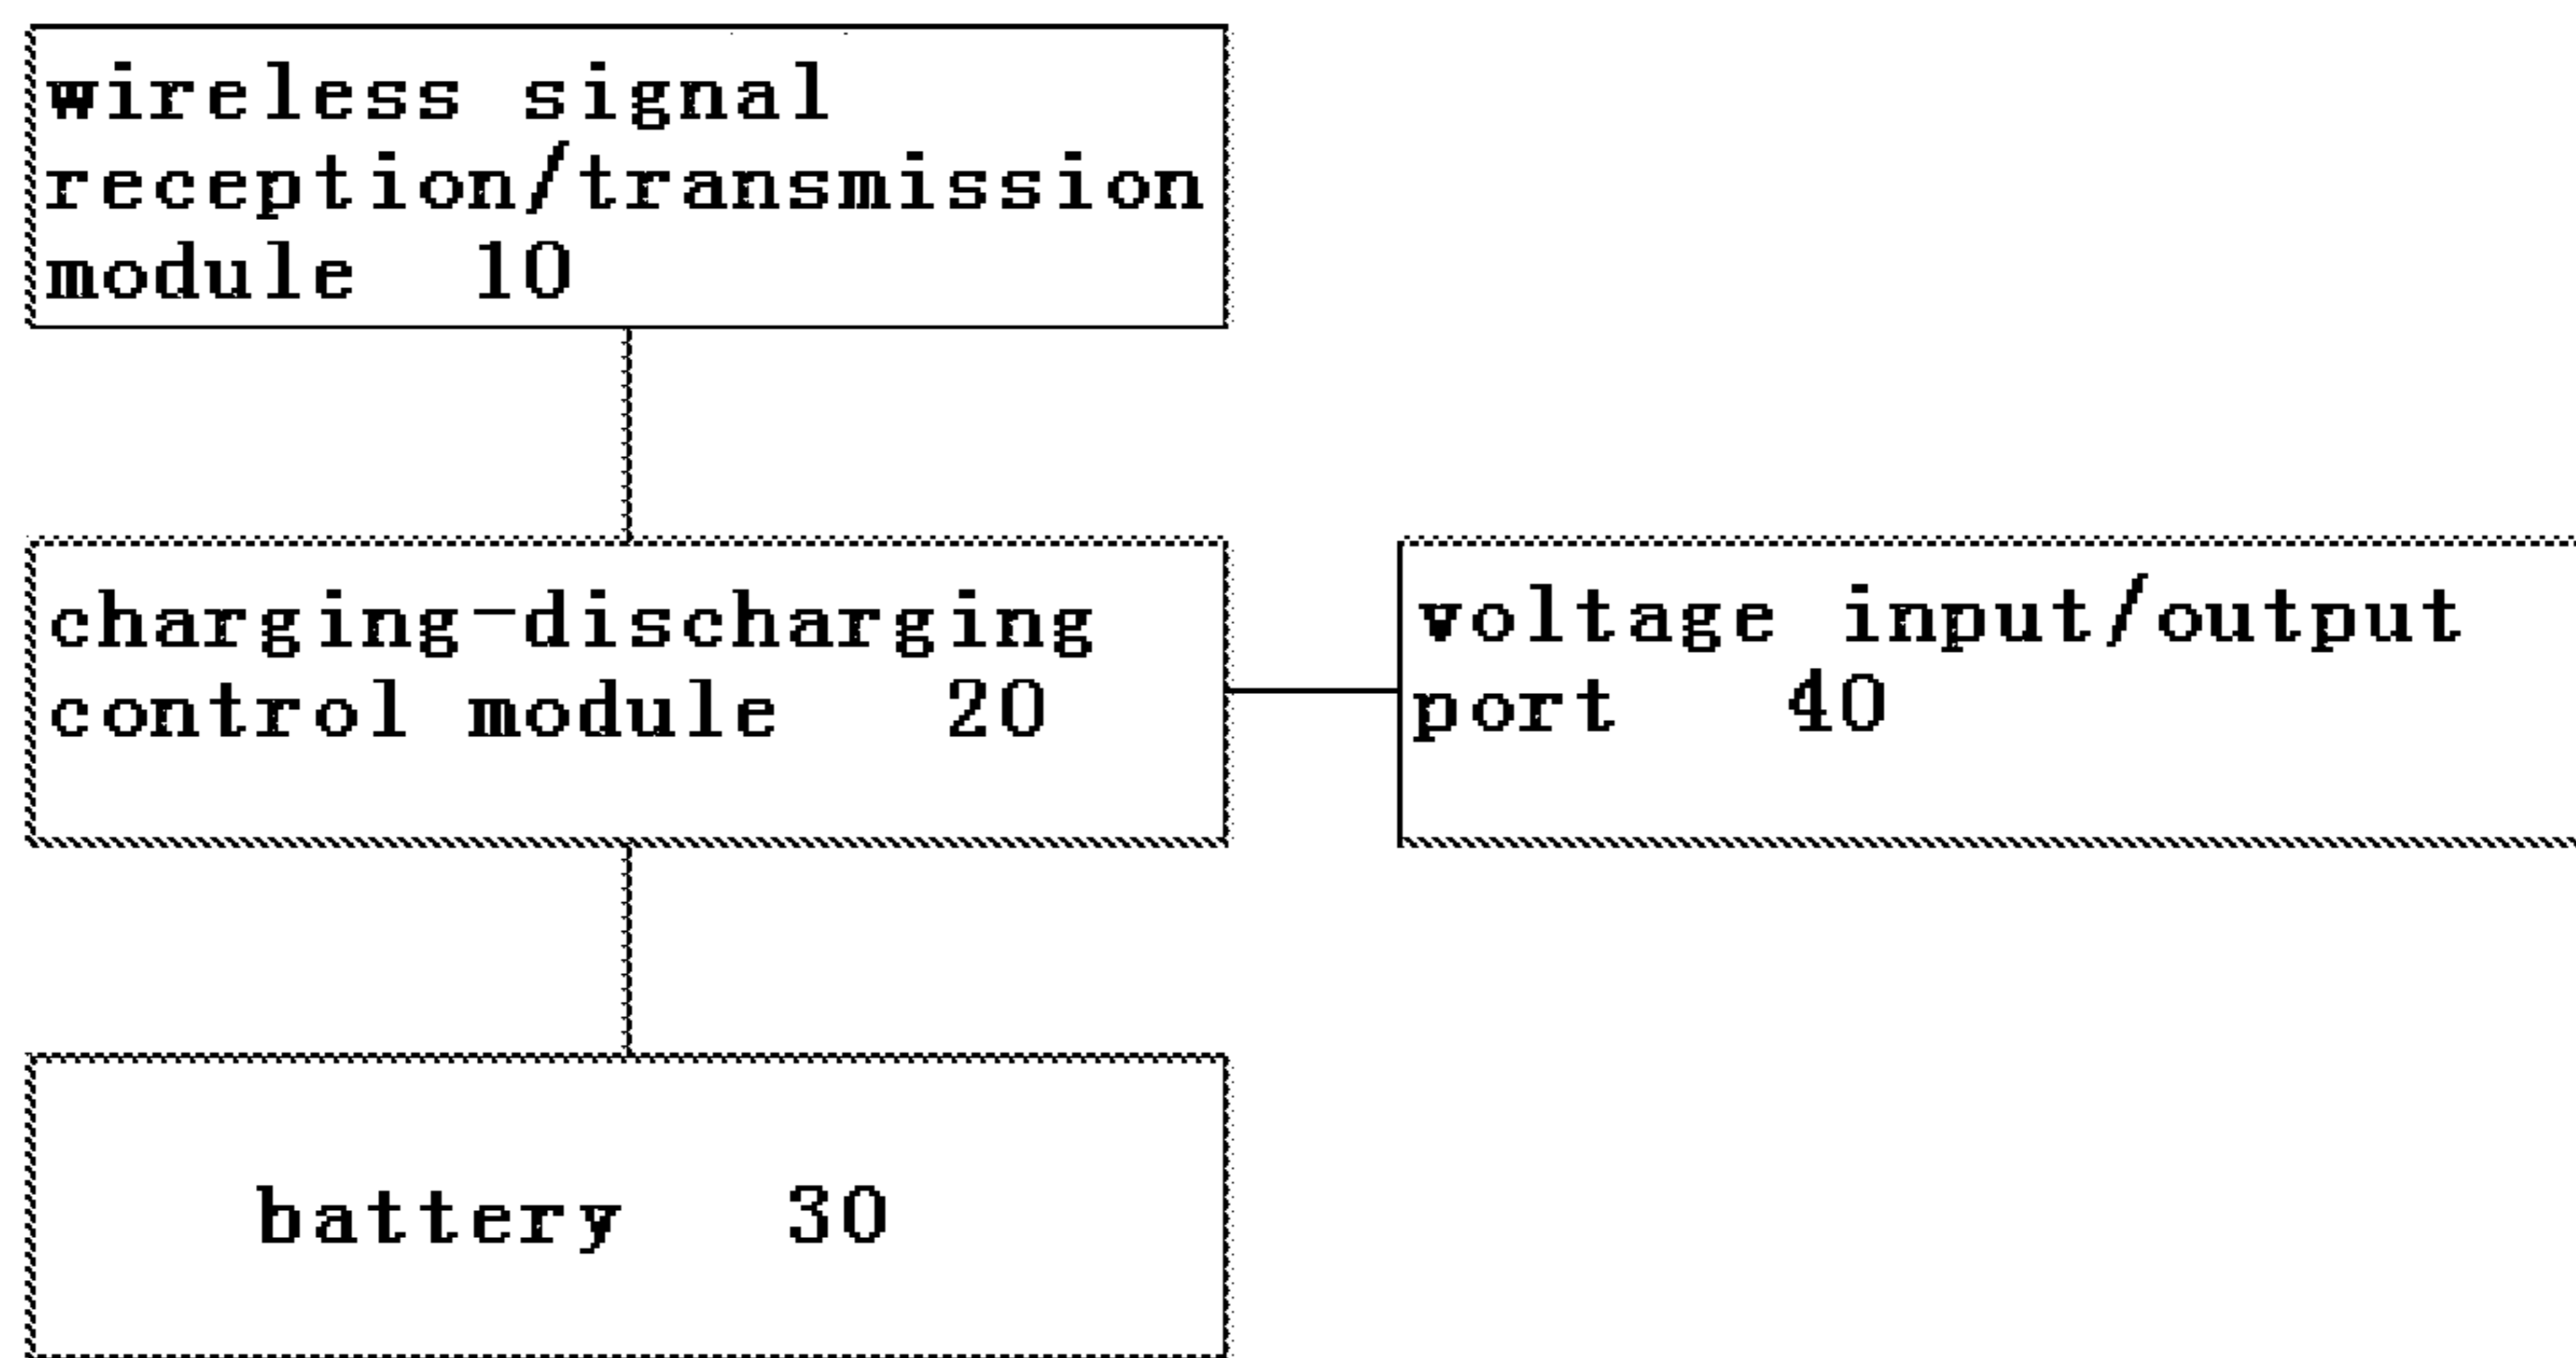 wireless signal
reception/transmission
module 10
charging-discharging
control module 20
voltage input/output
port 40
battery 30